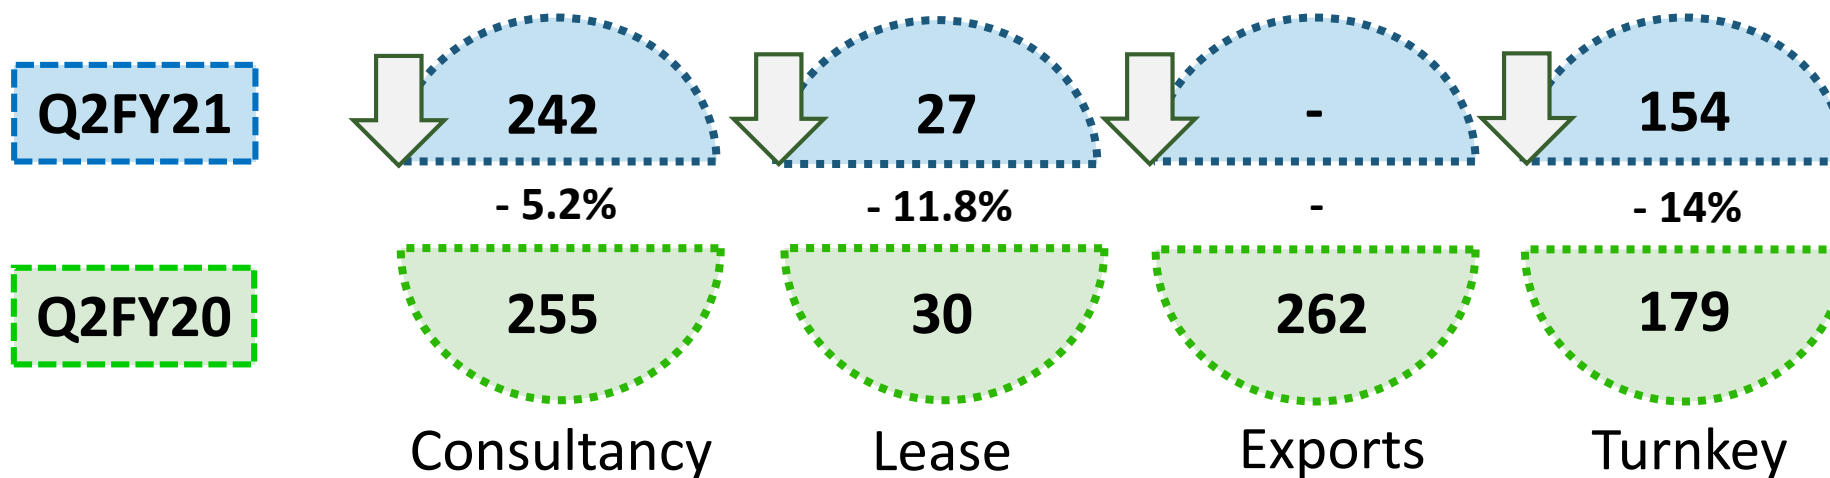 Q2FY21 242 27 - 154
- 5.2% - 11.8% - - 14%
Q2FY20 255 30 262 179
Consultancy Lease Exports Turnkey